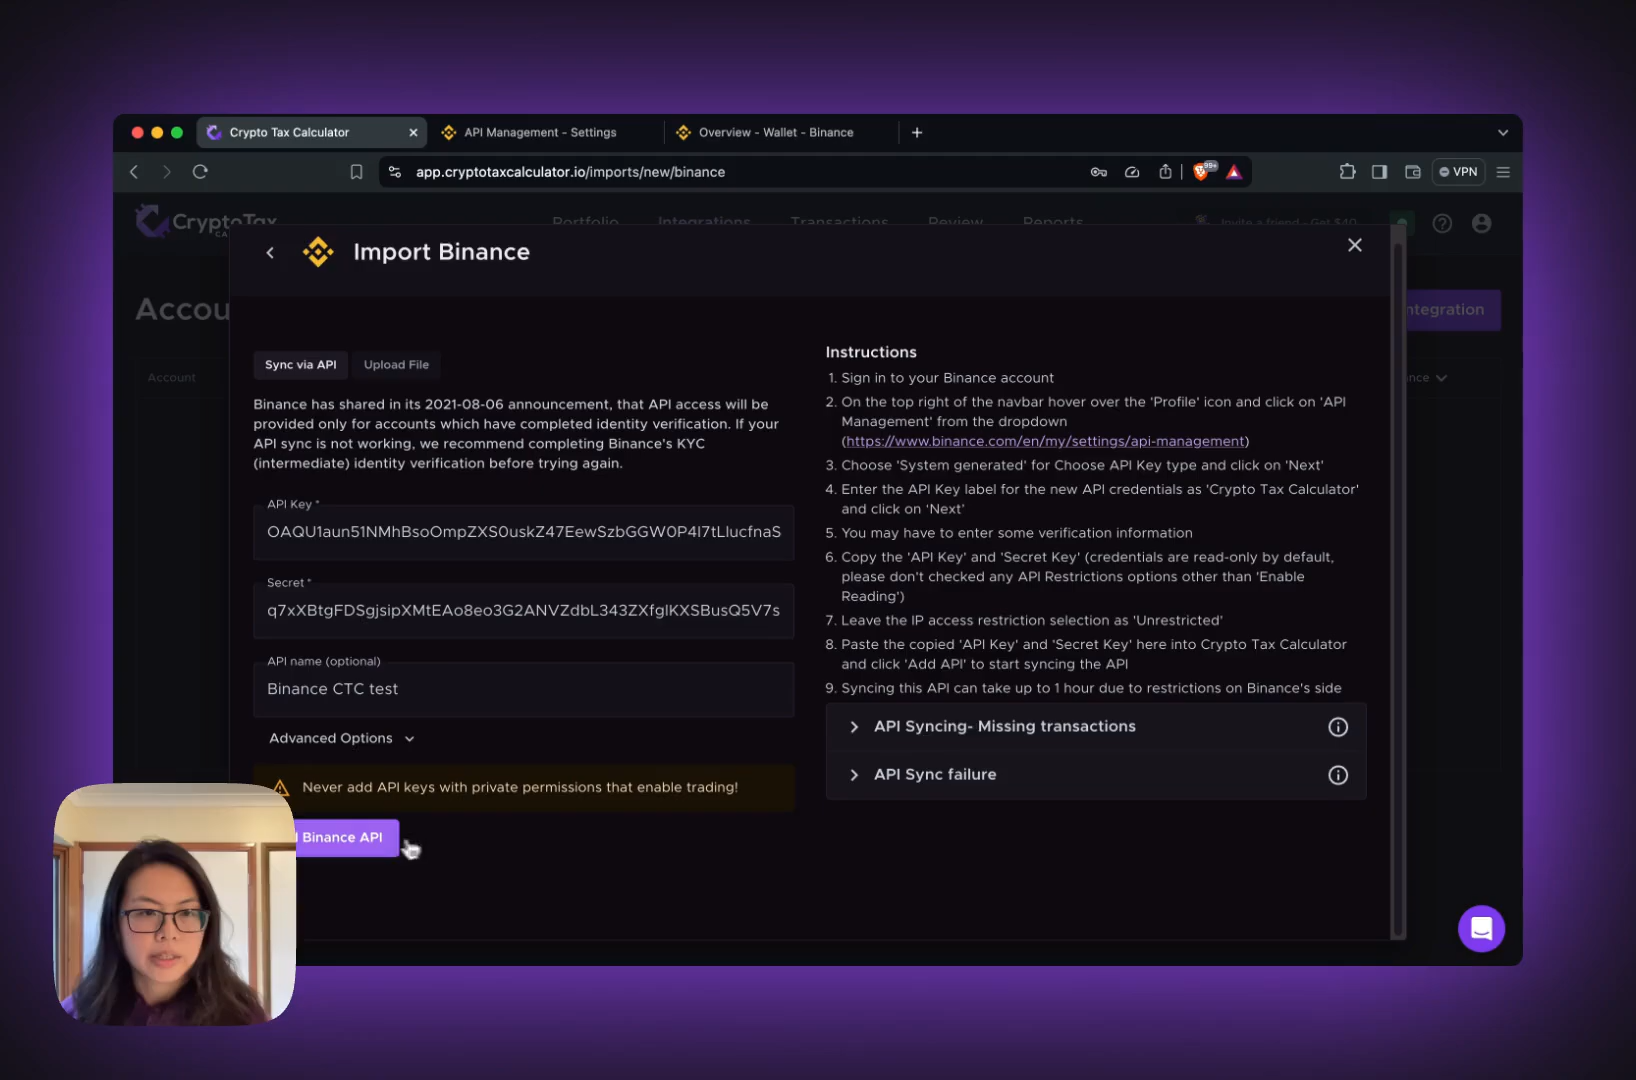 Crypto Tax Calculator
API Management - Settings
Overview - Wallet - Binance
app.cryptotaxcalculator.io/imports/new/binance
99+
VPN
CryptoTax
Portfolio
Integrations
Transactions
Review
Reports
Invite a friend - Get $40
Import Binance
Accou
ntegration
Account
nce
Sync via API
Upload File
Binance has shared in its 2021-08-06 announcement, that API access will be
provided only for accounts which have completed identity verification. If your
API sync is not working, we recommend completing Binance's KYC
(intermediate) identity verification before trying again.
API Key *
Secret *
API name (optional)
Binance CTC test
Advanced Options
Never add API keys with private permissions that enable trading!
Binance API
Instructions
1. Sign in to your Binance account
2. On the top right of the navbar hover over the 'Profile' icon and click on 'API
Management' from the dropdown
(https://www.binance.com/en/my/settings/api-management)
3. Choose 'System generated' for Choose API Key type and click on 'Next'
4. Enter the API Key label for the new API credentials as 'Crypto Tax Calculator'
and click on 'Next'
5. You may have to enter some verification information
6. Copy the 'API Key' and 'Secret Key' (credentials are read-only by default,
please don't checked any API Restrictions options other than 'Enable
Reading')
7. Leave the IP access restriction selection as 'Unrestricted'
8. Paste the copied 'API Key' and 'Secret Key' here into Crypto Tax Calculator
and click 'Add API' to start syncing the API
9. Syncing this API can take up to 1 hour due to restrictions on Binance's side
API Syncing- Missing transactions
API Sync failure